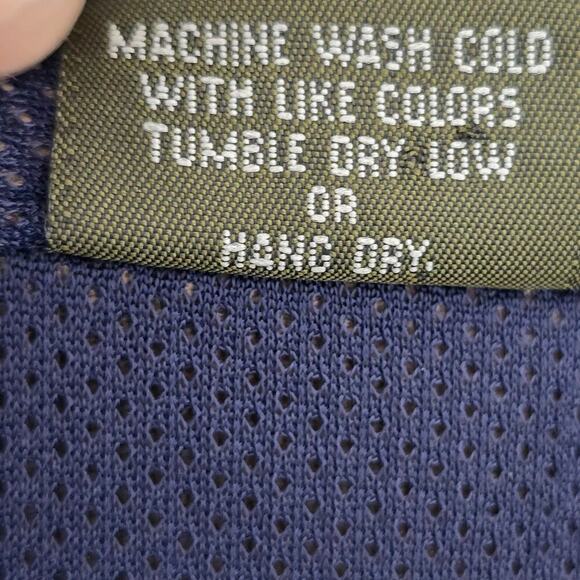 MACHINE WASH COLD
WITH LIKE COLORS
TUMBLE DRY LOW
OR
HANG DRY.